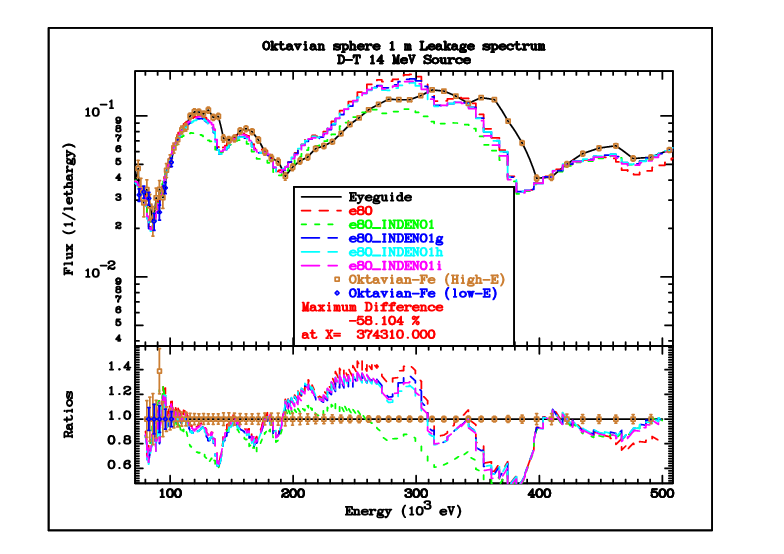 Oktavian sphere 1 m Leakage spectrum
D-T 14 MeV Source
Flux (1/lethargy)
10-1
9
8
7
6
5
4
3
2
10-2
9
8
7
6
5
4
Eyeguide
e80
e80_INDEN01
e80_INDEN01g
e80_INDEN01h
e80_INDEN01i
Oktavian-Fe (High-E)
Oktavian-Fe (low-E)
Maximum Difference
-58.104 %
at X= 374310.000
Ratios
1.4
1.2
1.0
0.8
0.6
100 200 300 400 500
Energy (103 eV)